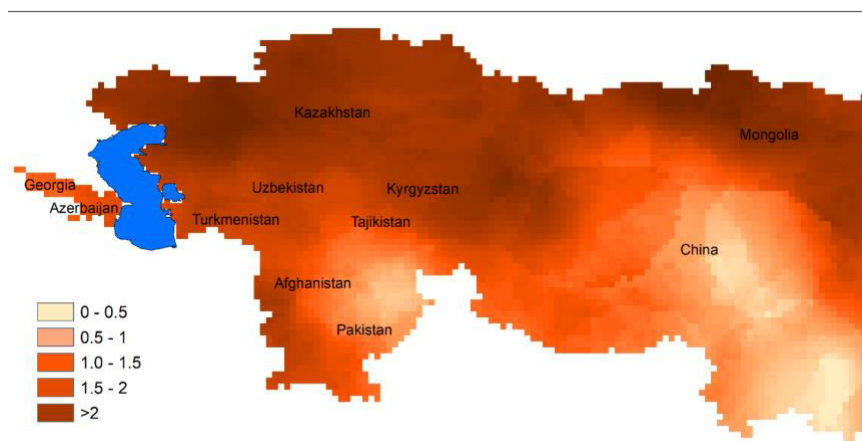 Kazakhstan
Mongolia
Georgia
Uzbekistan
Kyrgyzstan
Azerbaijan
Turkmenistan
Tajikistan
China
Afghanistan
Pakistan
0 - 0.5
0.5 - 1
1.0 - 1.5
1.5 - 2
>2